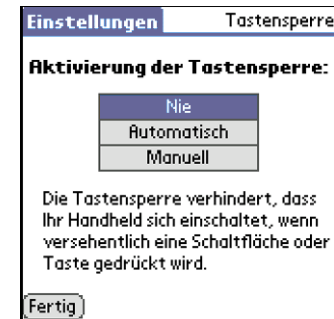 Einstellungen Tastensperre
Aktivierung der Tastensperre:
Nie
Automatisch
Manuell
Die Tastensperre verhindert, dass
Ihr Handheld sich einschaltet, wenn
versehentlich eine Schaltfläche oder
Taste gedrückt wird.
Fertig